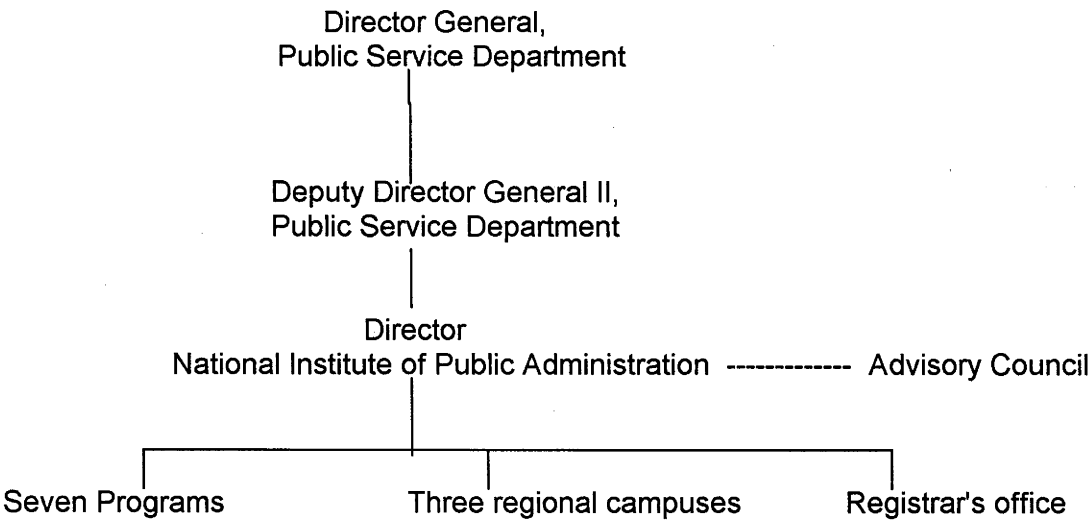 Director General,
Public Service Department
Deputy Director General II,
Public Service Department
Director
National Institute of Public Administration ------------- Advisory Council
Seven Programs Three regional campuses Registrar's office